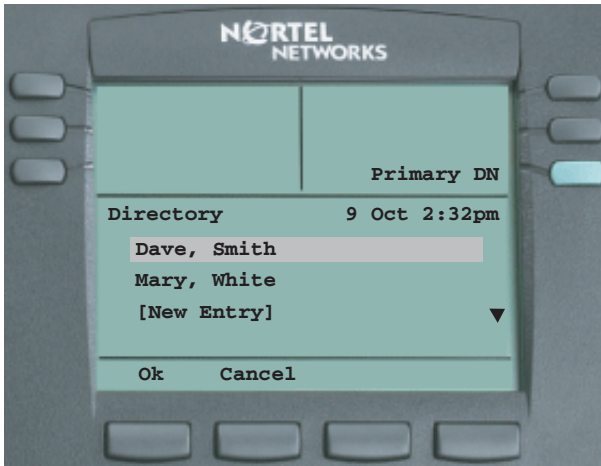 NORTEL
NETWORKS
Primary DN
Directory 9 Oct 2:32pm
Dave, Smith
Mary, White
[New Entry]
Ok Cancel